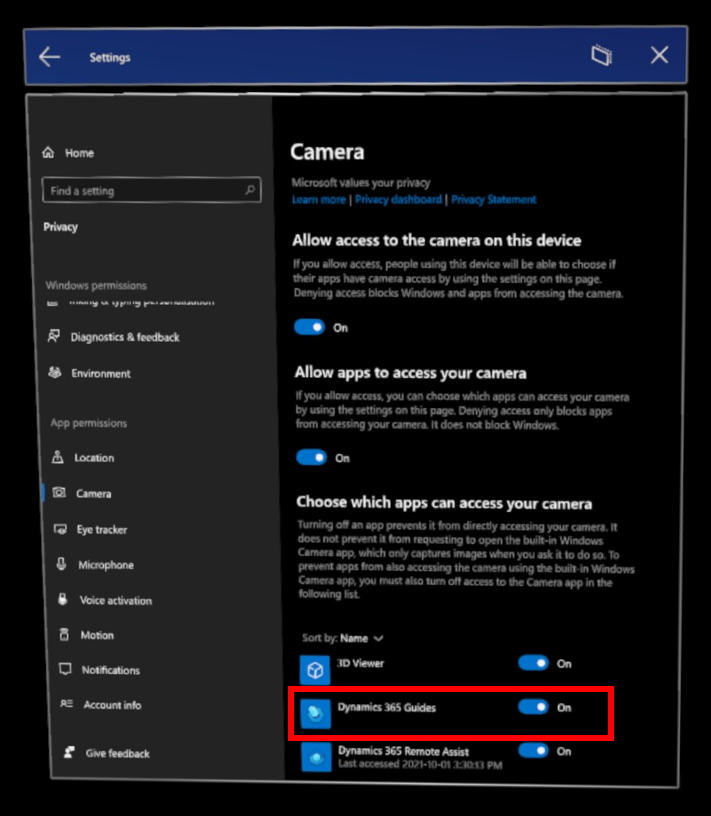 Settings
Home
Find a setting
Privacy
Windows permissions
Inking & typing personalisation
Diagnostics & feedback
Environment
App permissions
Location
Camera
Eye tracker
Microphone
Voice activation
Motion
Notifications
Account info
Give feedback
Camera
Microsoft values your privacy
Learn more | Privacy dashboard | Privacy Statement
Allow access to the camera on this device
If you allow access, people using this device will be able to choose if
their apps have camera access by using the settings on this page.
Denying access blocks Windows and apps from accessing the camera.
On
Allow apps to access your camera
If you allow access, you can choose which apps can access your camera
by using the settings on this page. Denying access only blocks apps
from accessing your camera. It does not block Windows.
On
Choose which apps can access your camera
Turning off an app prevents it from directly accessing your camera. It
does not prevent it from requesting to open the built-in Windows
Camera app, which only captures images when you ask it to do so. To
prevent apps from also accessing the camera using the built-in Windows
Camera app, you must also turn off access to the Camera app in the
following list.
Sort by: Name
3D Viewer On
Dynamics 365 Guides On
Dynamics 365 Remote Assist On
Last accessed 2021-10-01 3:30:13 PM